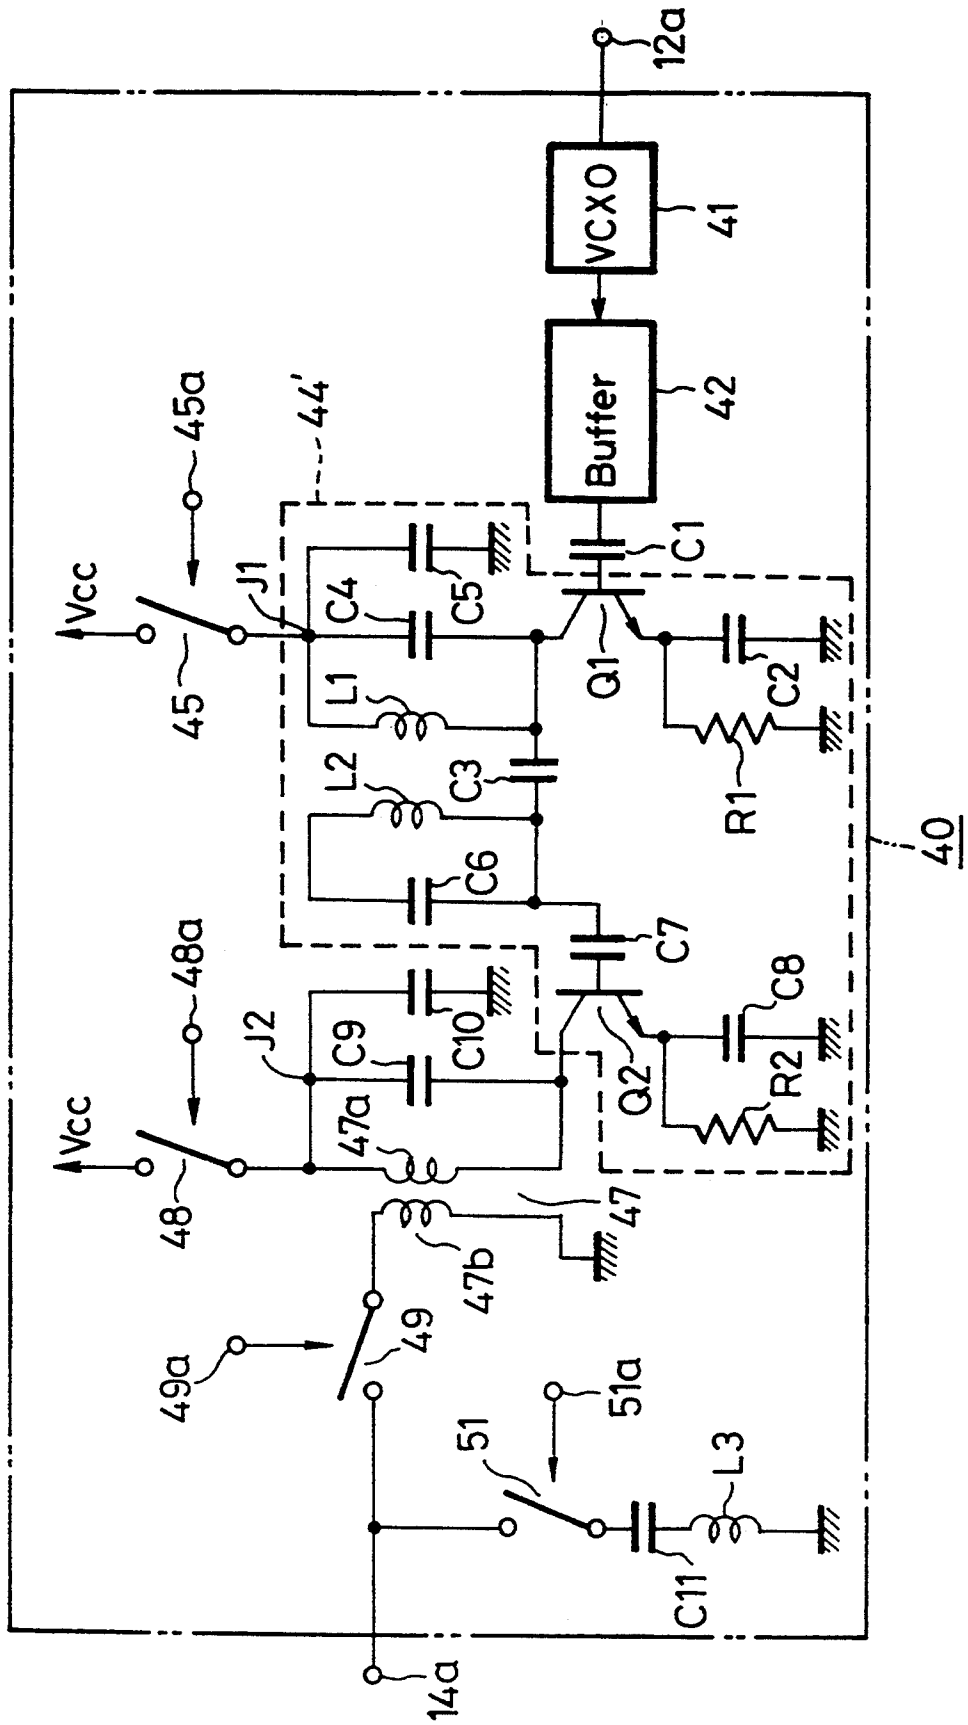 Vcc
48
48a
J2
Vcc
45
45a
J1
44'
49a
49
47b
47a
47
C9
C10
C6
L2
L1
C4
C5
C3
14a
51
51a
C11
L3
Q2
C7
R2
C8
Q1
C1
R1
C2
Buffer
42
VCXO
41
12a
40